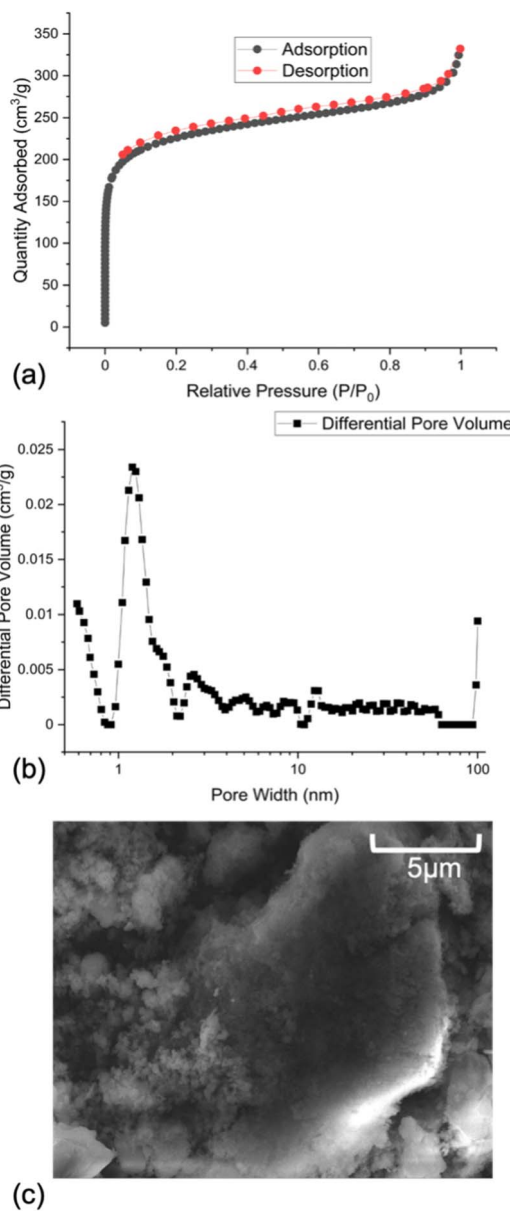 350
300
250
200
150
100
50
0
Quantity Adsorbed (cm³/g)
Adsorption
Desorption
0 0.2 0.4 0.6 0.8 1
Relative Pressure (P/P₀)
(a)
Differential Pore Volume
0.025
0.02
0.015
0.01
0.005
0
Differential Pore Volume (cm³/g)
1 10 100
Pore Width (nm)
(b)
5μm
(c)